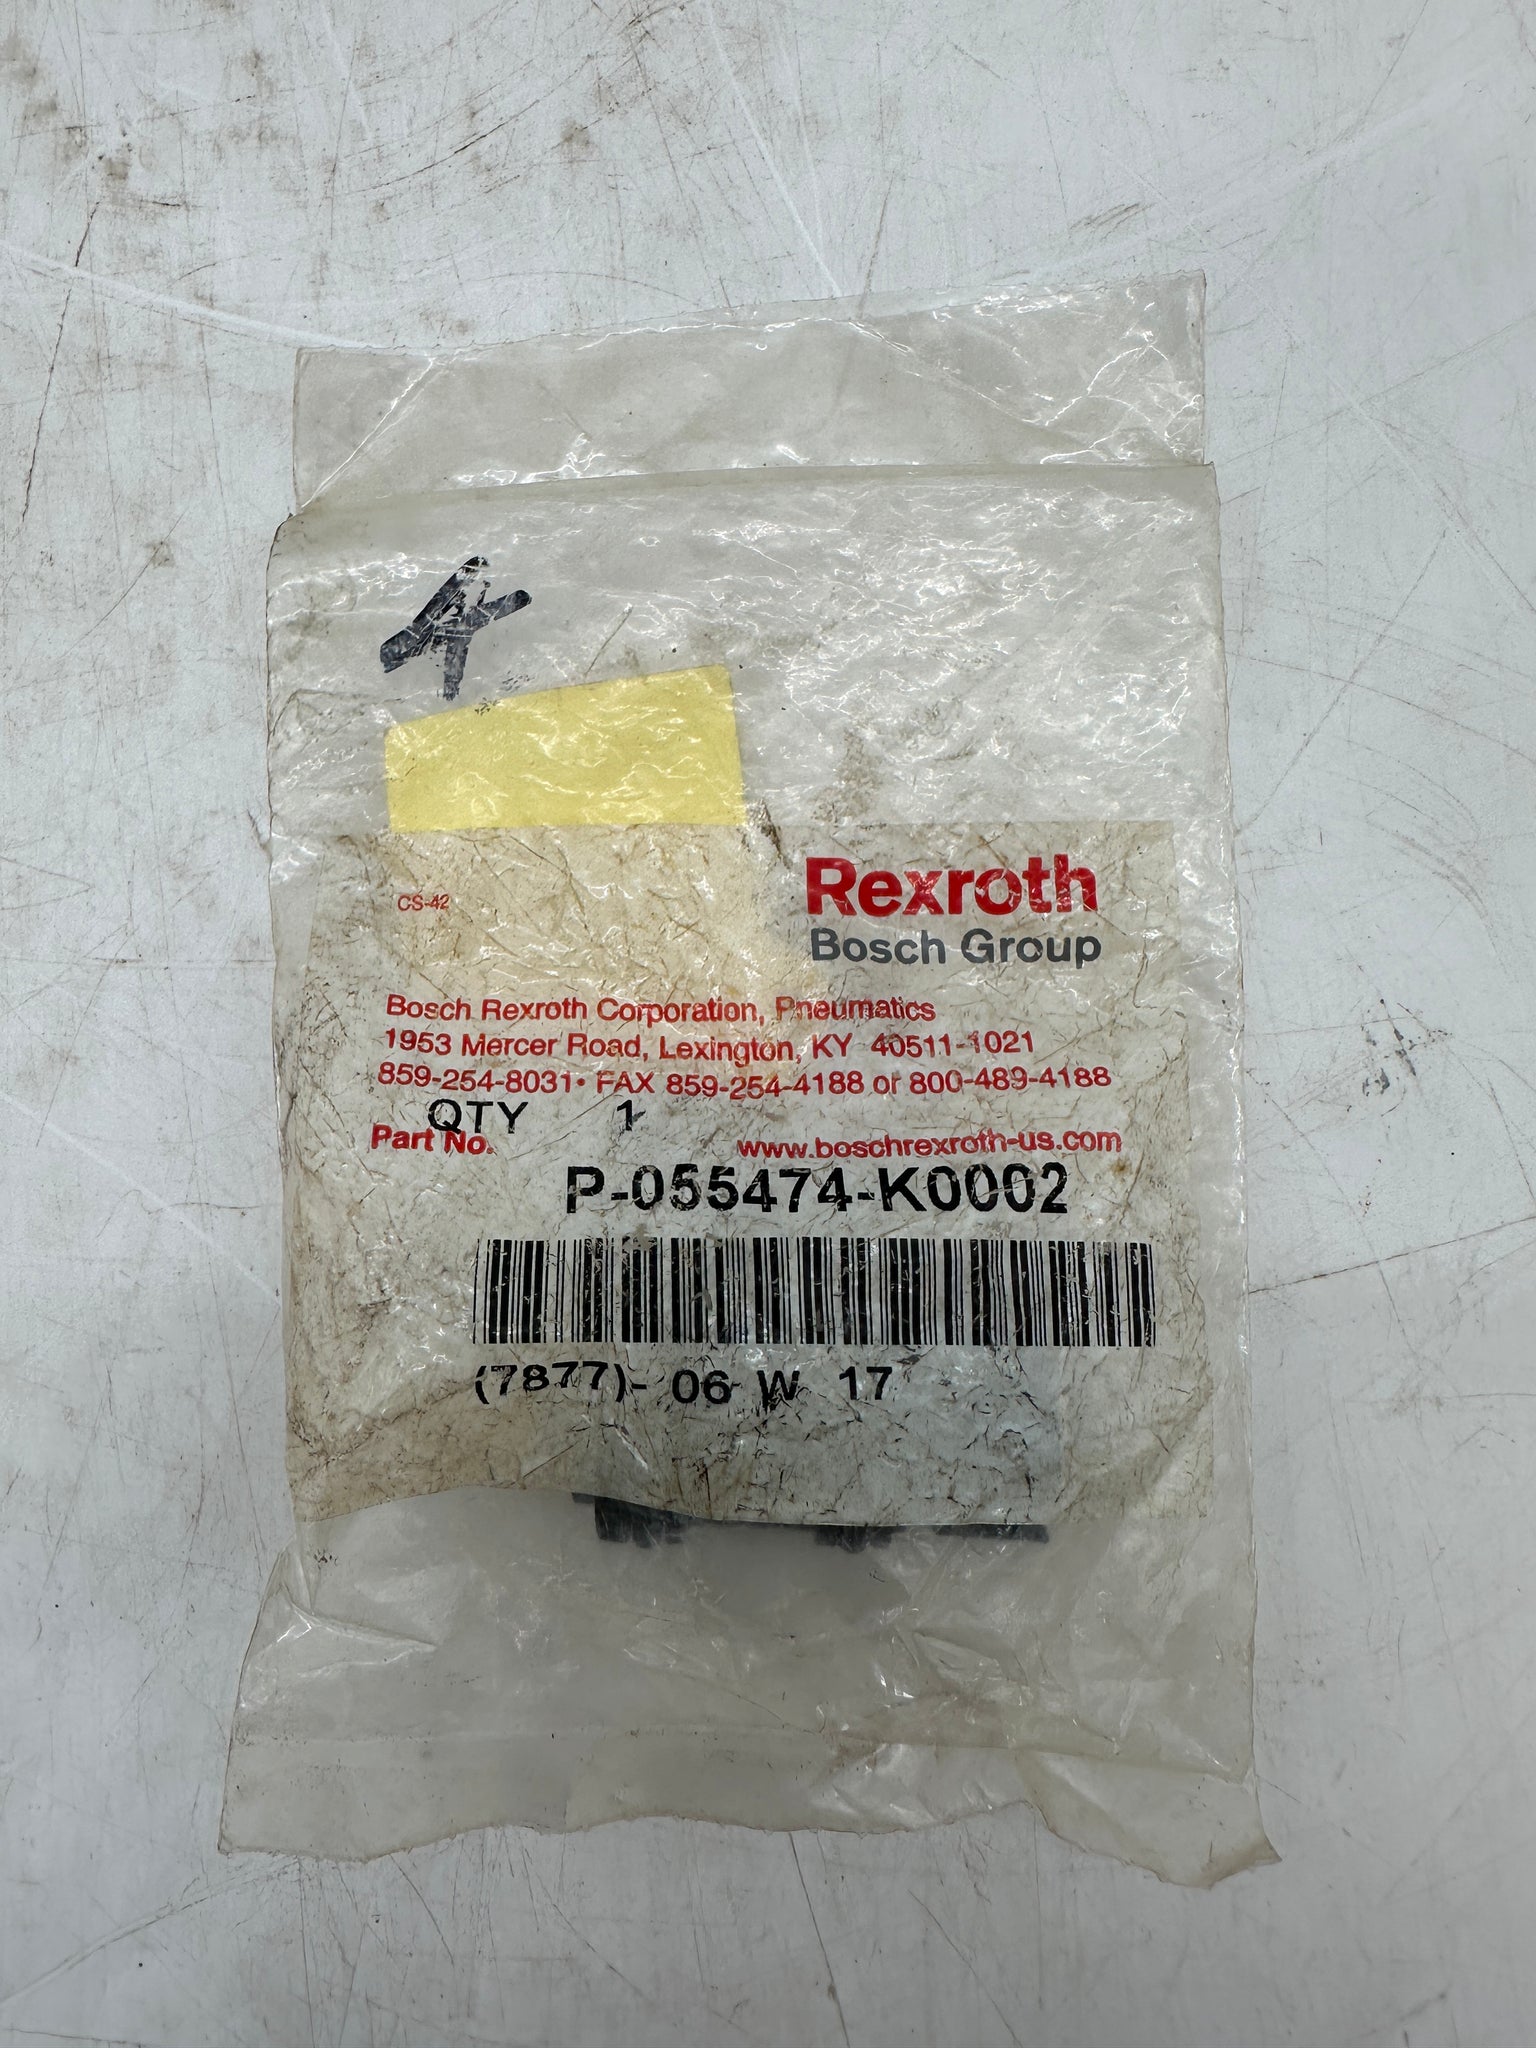 4
Rexroth
CS-42
Bosch Group
Bosch Rexroth Corporation, Pneumatics
1953 Mercer Road, Lexington, KY 40511-1021
859-254-8031• FAX 859-254-4188 or 800-489-4188
QTY 1
Part No. www.boschrexroth-us.com
P-055474-K0002
(7877)- 06 W 17